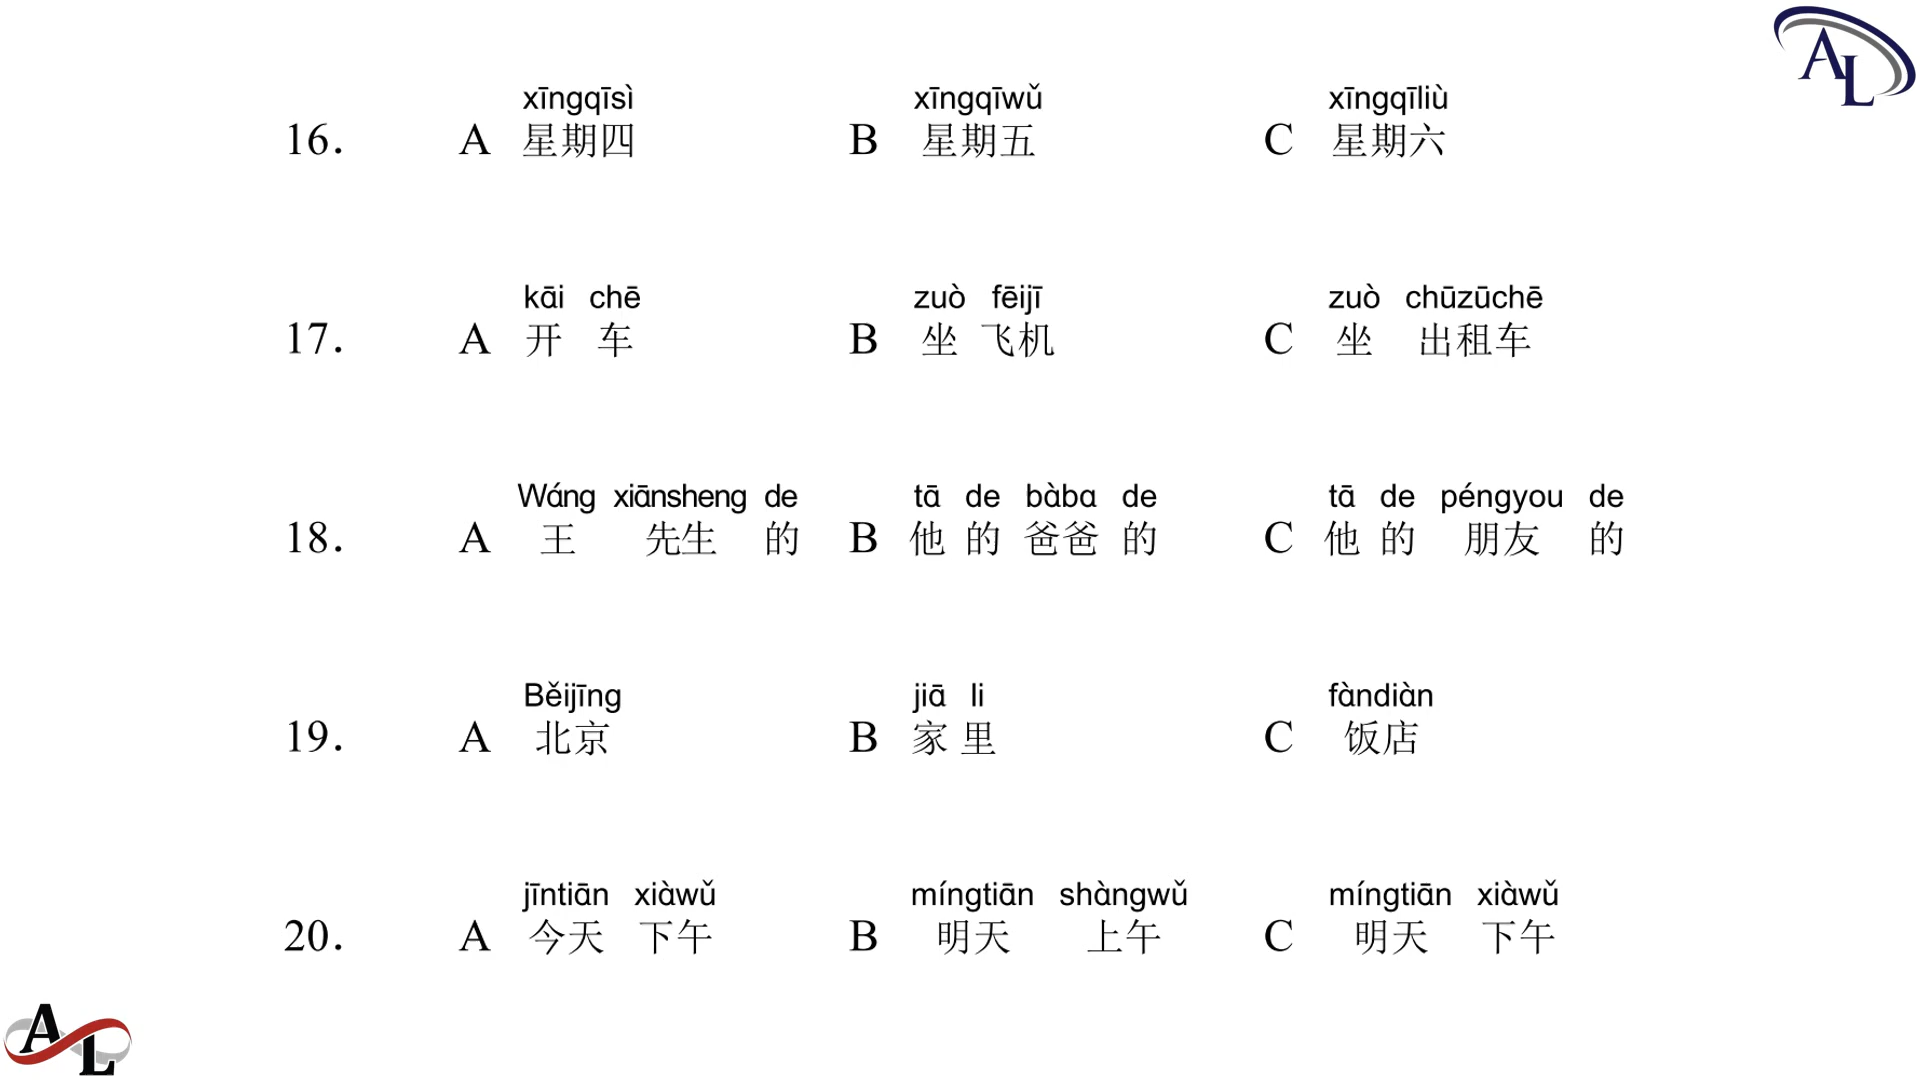 AL
xīngqīsì xīngqīwǔ xīngqīliù
16. A 星期四 B 星期五 C 星期六
kāi chē zuò fēijī zuò chūzūchē
17. A 开 车 B 坐 飞机 C 坐 出租车
Wáng xiānsheng de tā de bàba de tā de péngyou de
18. A 王 先生 的 B 他 的 爸爸 的 C 他 的 朋友 的
Běijīng jiā li fàndiàn
19. A 北京 B 家 里 C 饭店
jīntiān xiàwǔ míngtiān shàngwǔ míngtiān xiàwǔ
20. A 今天 下午 B 明天 上午 C 明天 下午
AL